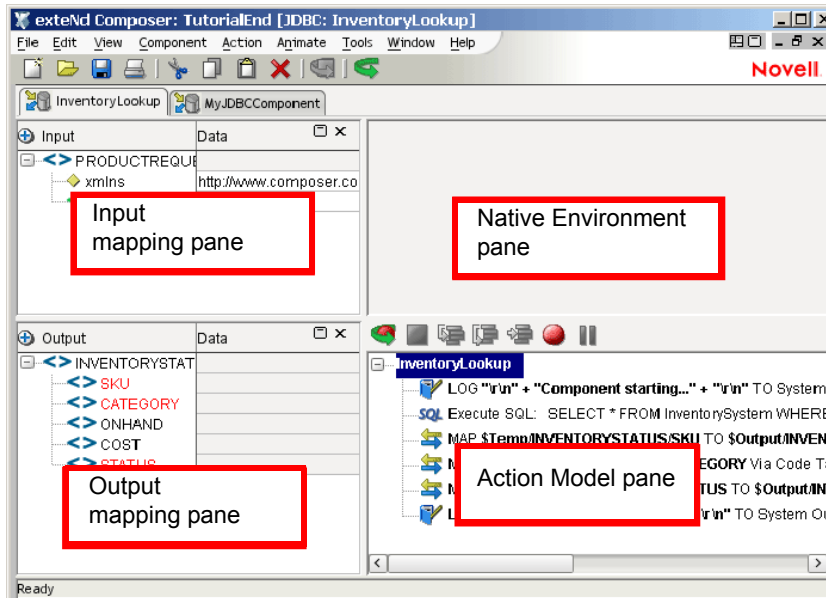 exteNd Composer: TutorialEnd [JDBC: InventoryLookup]
File Edit View Component Action Animate Tools Window Help
Novell
InventoryLookup MyJDBCComponent
Input Data
PRODUCTREQUE
xmlns http://www.composer.co
Input
mapping pane
Native Environment
pane
Output Data
INVENTORYSTAT
SKU
CATEGORY
ONHAND
COST
STATUS
Output
mapping pane
InventoryLookup
LOG "\r\n" + "Component starting..." + "\r\n" TO System
SQL Execute SQL: SELECT * FROM InventorySystem WHERE
MAP $Temp/INVENTORYSTATUS/SKU TO $Output/INVEN
EGORY Via Code T
TUS TO $Output/IN
\r\n" TO System Ou
Action Model pane
Ready